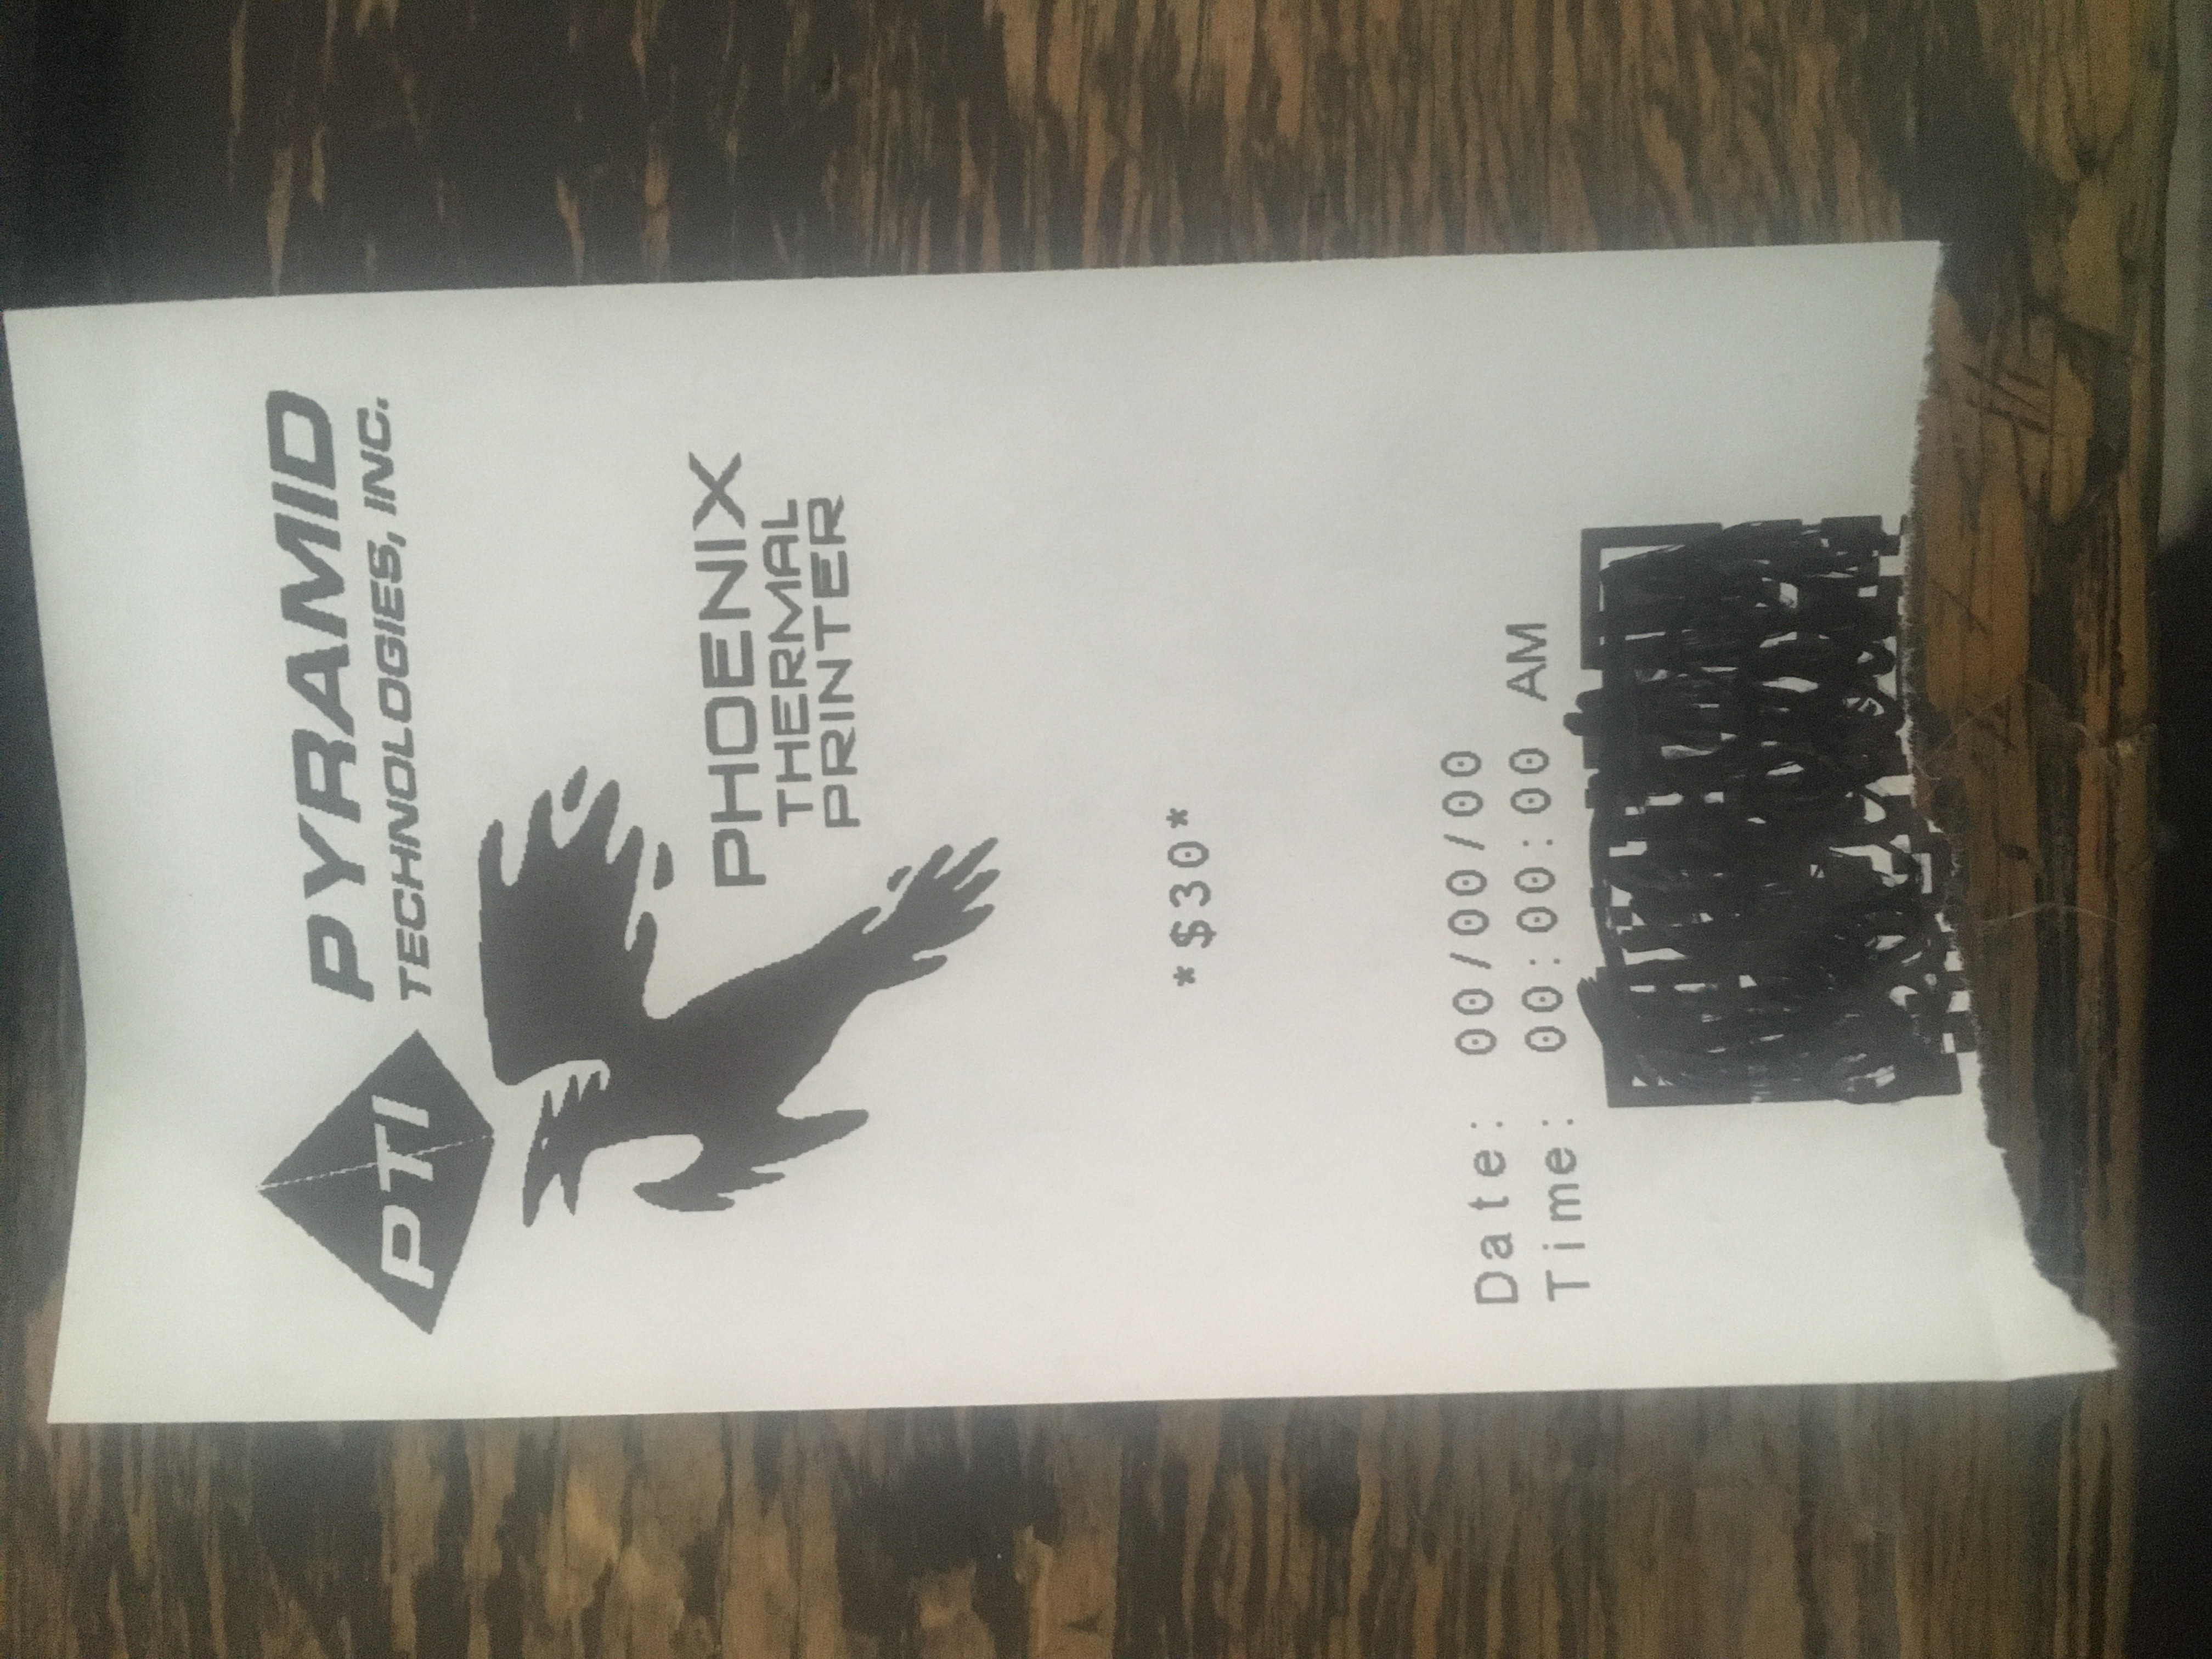 PTI
PYRAMID
TECHNOLOGIES, INC.
PHOENIX
THERMAL
PRINTER
*$30*
Date: 00/00/00
Time: 00:00:00 AM